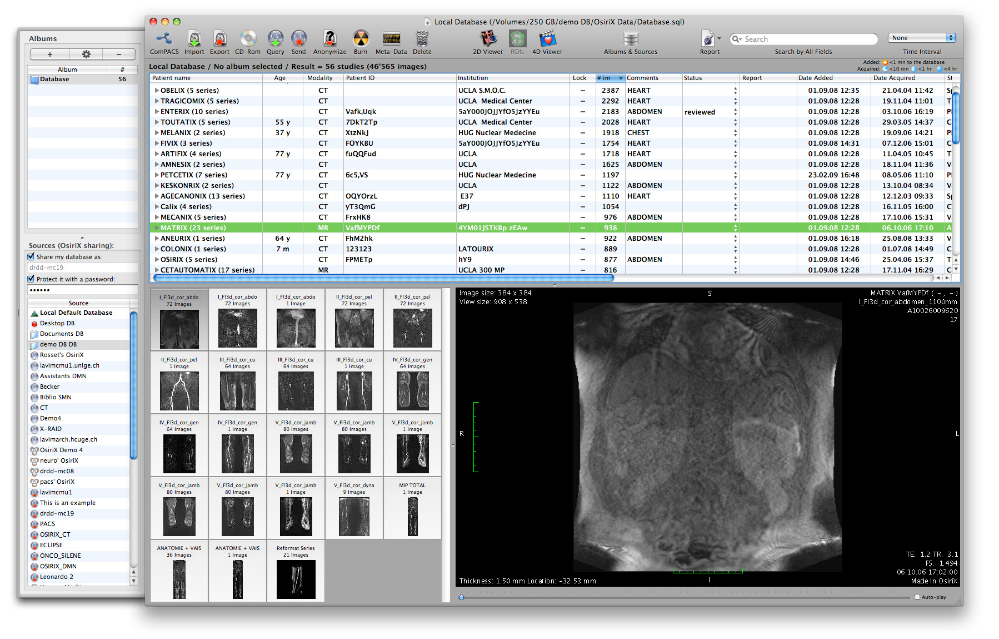 Local Database (/Volumes/250 GB/demo DB/OsiriX Data/Database.sql)
Albums
+ −
Album #
Database 56
Sources (OsiriX sharing):
Share my database as:
drdd-mc19
Protect it with a password:
••••••
Source
Local Default Database
Desktop DB
Documents DB
demo DB DB
Rosset's OsiriX
lavimcmu1.unige.ch
Assistants DMN
Becker
Biblio SMN
CT
Demo4
X-RAID
lavimarch.hcuge.ch
OsiriX Demo 4
neuro' OsiriX
drdd-mc08
pacs' OsiriX
lavimcmu1
This is an example
drdd-mc19
PACS
OSIRIX_CT
ECLIPSE
ONCO_SILENE
OSIRIX_DMN
Leonardo 2
ComPACS Import Export CD-Rom Query Send Anonymize Burn Meta-Data Delete 2D Viewer ROIs 4D Viewer Albums & Sources Report
Search
Search by All Fields
None
Time Interval
Local Database / No album selected / Result = 56 studies (46'565 images)
Added: <1 mn to the database
Acquired: <10 mn <1 hr <4 hr
Patient name Age Modality Patient ID Institution Lock # im Comments Status Report Date Added Date Acquired St
OBELIX (5 series) CT UCLA S.M.O.C. − 2387 HEART 01.09.08 12:35 21.04.04 11:42 S
TRAGICOMIX (5 series) CT UCLA Medical Center − 2292 HEART 01.09.08 12:28 19.11.04 11:01 T
ENTERIX (10 series) CT Vafk,Uqk 5aY000JOJJYfO5JzYYEu − 2183 ABDOMEN reviewed 01.09.08 12:28 03.10.06 16:19 P
TOUTATIX (5 series) 55 y CT 7DkT2Tp UCLA Medical Center − 2028 HEART 01.09.08 12:28 29.03.05 14:37 C
MELANIX (2 series) 37 y CT XtzNkJ HUG Nuclear Medecine − 1918 CHEST 01.09.08 12:28 19.09.06 14:21 P
FIVIX (3 series) CT FOYKBU 5aY000JOJJYfO5JzYYEu − 1754 HEART 01.09.08 14:31 07.12.06 15:01 C
ARTIFIX (4 series) 77 y CT fuQQFud UCLA − 1718 HEART 01.09.08 12:28 11.04.05 10:45 T
AMNESIX (2 series) CT UCLA − 1625 ABDOMEN 01.09.08 12:28 18.11.04 11:36 V
PETCETIX (7 series) 77 y CT 6c5,VS HUG Nuclear Medecine − 1197 23.02.09 16:48 08.05.06 11:10 P
KESKONRIX (2 series) CT UCLA − 1122 ABDOMEN 01.09.08 12:28 13.10.04 08:34 V
AGECANONIX (13 series) CT OQYOrzL E37 − 1110 HEART 01.09.08 12:28 12.12.03 09:33 S
Calix (4 series) CT yT3QmG dPJ − 1054 01.09.08 12:28 16.11.05 16:00 C
MECANIX (5 series) CT FrxHK8 − 976 ABDOMEN 01.09.08 12:28 17.10.06 15:31 V
MATRIX (23 series) MR VafMYPDf 4YM01JSTKBp zEAw − 938 01.09.08 12:28 06.10.06 17:10 A
ANEURIX (1 series) 64 y CT FhM2hk − 922 ABDOMEN 01.09.08 16:18 25.08.08 13:33 V
COLONIX (1 series) 7 m CT 123123 LATOURIX − 889 01.09.08 12:28 01.07.08 14:49 C
OSIRIX (5 series) CT FPMETp hY9 − 877 ABDOMEN 01.09.08 14:46 25.04.06 15:37 T
CETAUTOMATIX (17 series) MR UCLA 300 MP − 816 01.09.08 12:28 17.11.04 16:29 C
I_Fl3d_cor_abdo I_Fl3d_cor_abdo I_Fl3d_cor_abdo II_Fl3d_cor_pel II_Fl3d_cor_pel
72 Images 72 Images 1 Image 72 Images 72 Images
II_Fl3d_cor_pel III_Fl3d_cor_cu III_Fl3d_cor_cu III_Fl3d_cor_cu IV_Fl3d_cor_gen
1 Image 64 Images 64 Images 1 Image 64 Images
IV_Fl3d_cor_gen IV_Fl3d_cor_gen V_Fl3d_cor_jamb V_Fl3d_cor_jamb V_Fl3d_cor_jamb
64 Images 1 Image 80 Images 80 Images 1 Image
V_Fl3d_cor_jamb V_Fl3d_cor_jamb V_Fl3d_cor_jamb V_Fl3d_cor_dyna MIP TOTAL
80 Images 80 Images 1 Image 9 Images 1 Image
ANATOMIE + VAIS ANATOMIE + VAIS Reformat Series
36 Images 1 Image 21 Images
Image size: 384 x 384
View size: 908 x 538
S
MATRIX VafMYPDf ( - , - )
I_Fl3d_cor_abdomen_1100mm
A10026009620
17
R
L
TE: 1.2 TR: 3.1
FS: 1.494
06.10.06 17:02:00
Made In OsiriX
Thickness: 1.50 mm Location: -32.53 mm
I
Auto-play